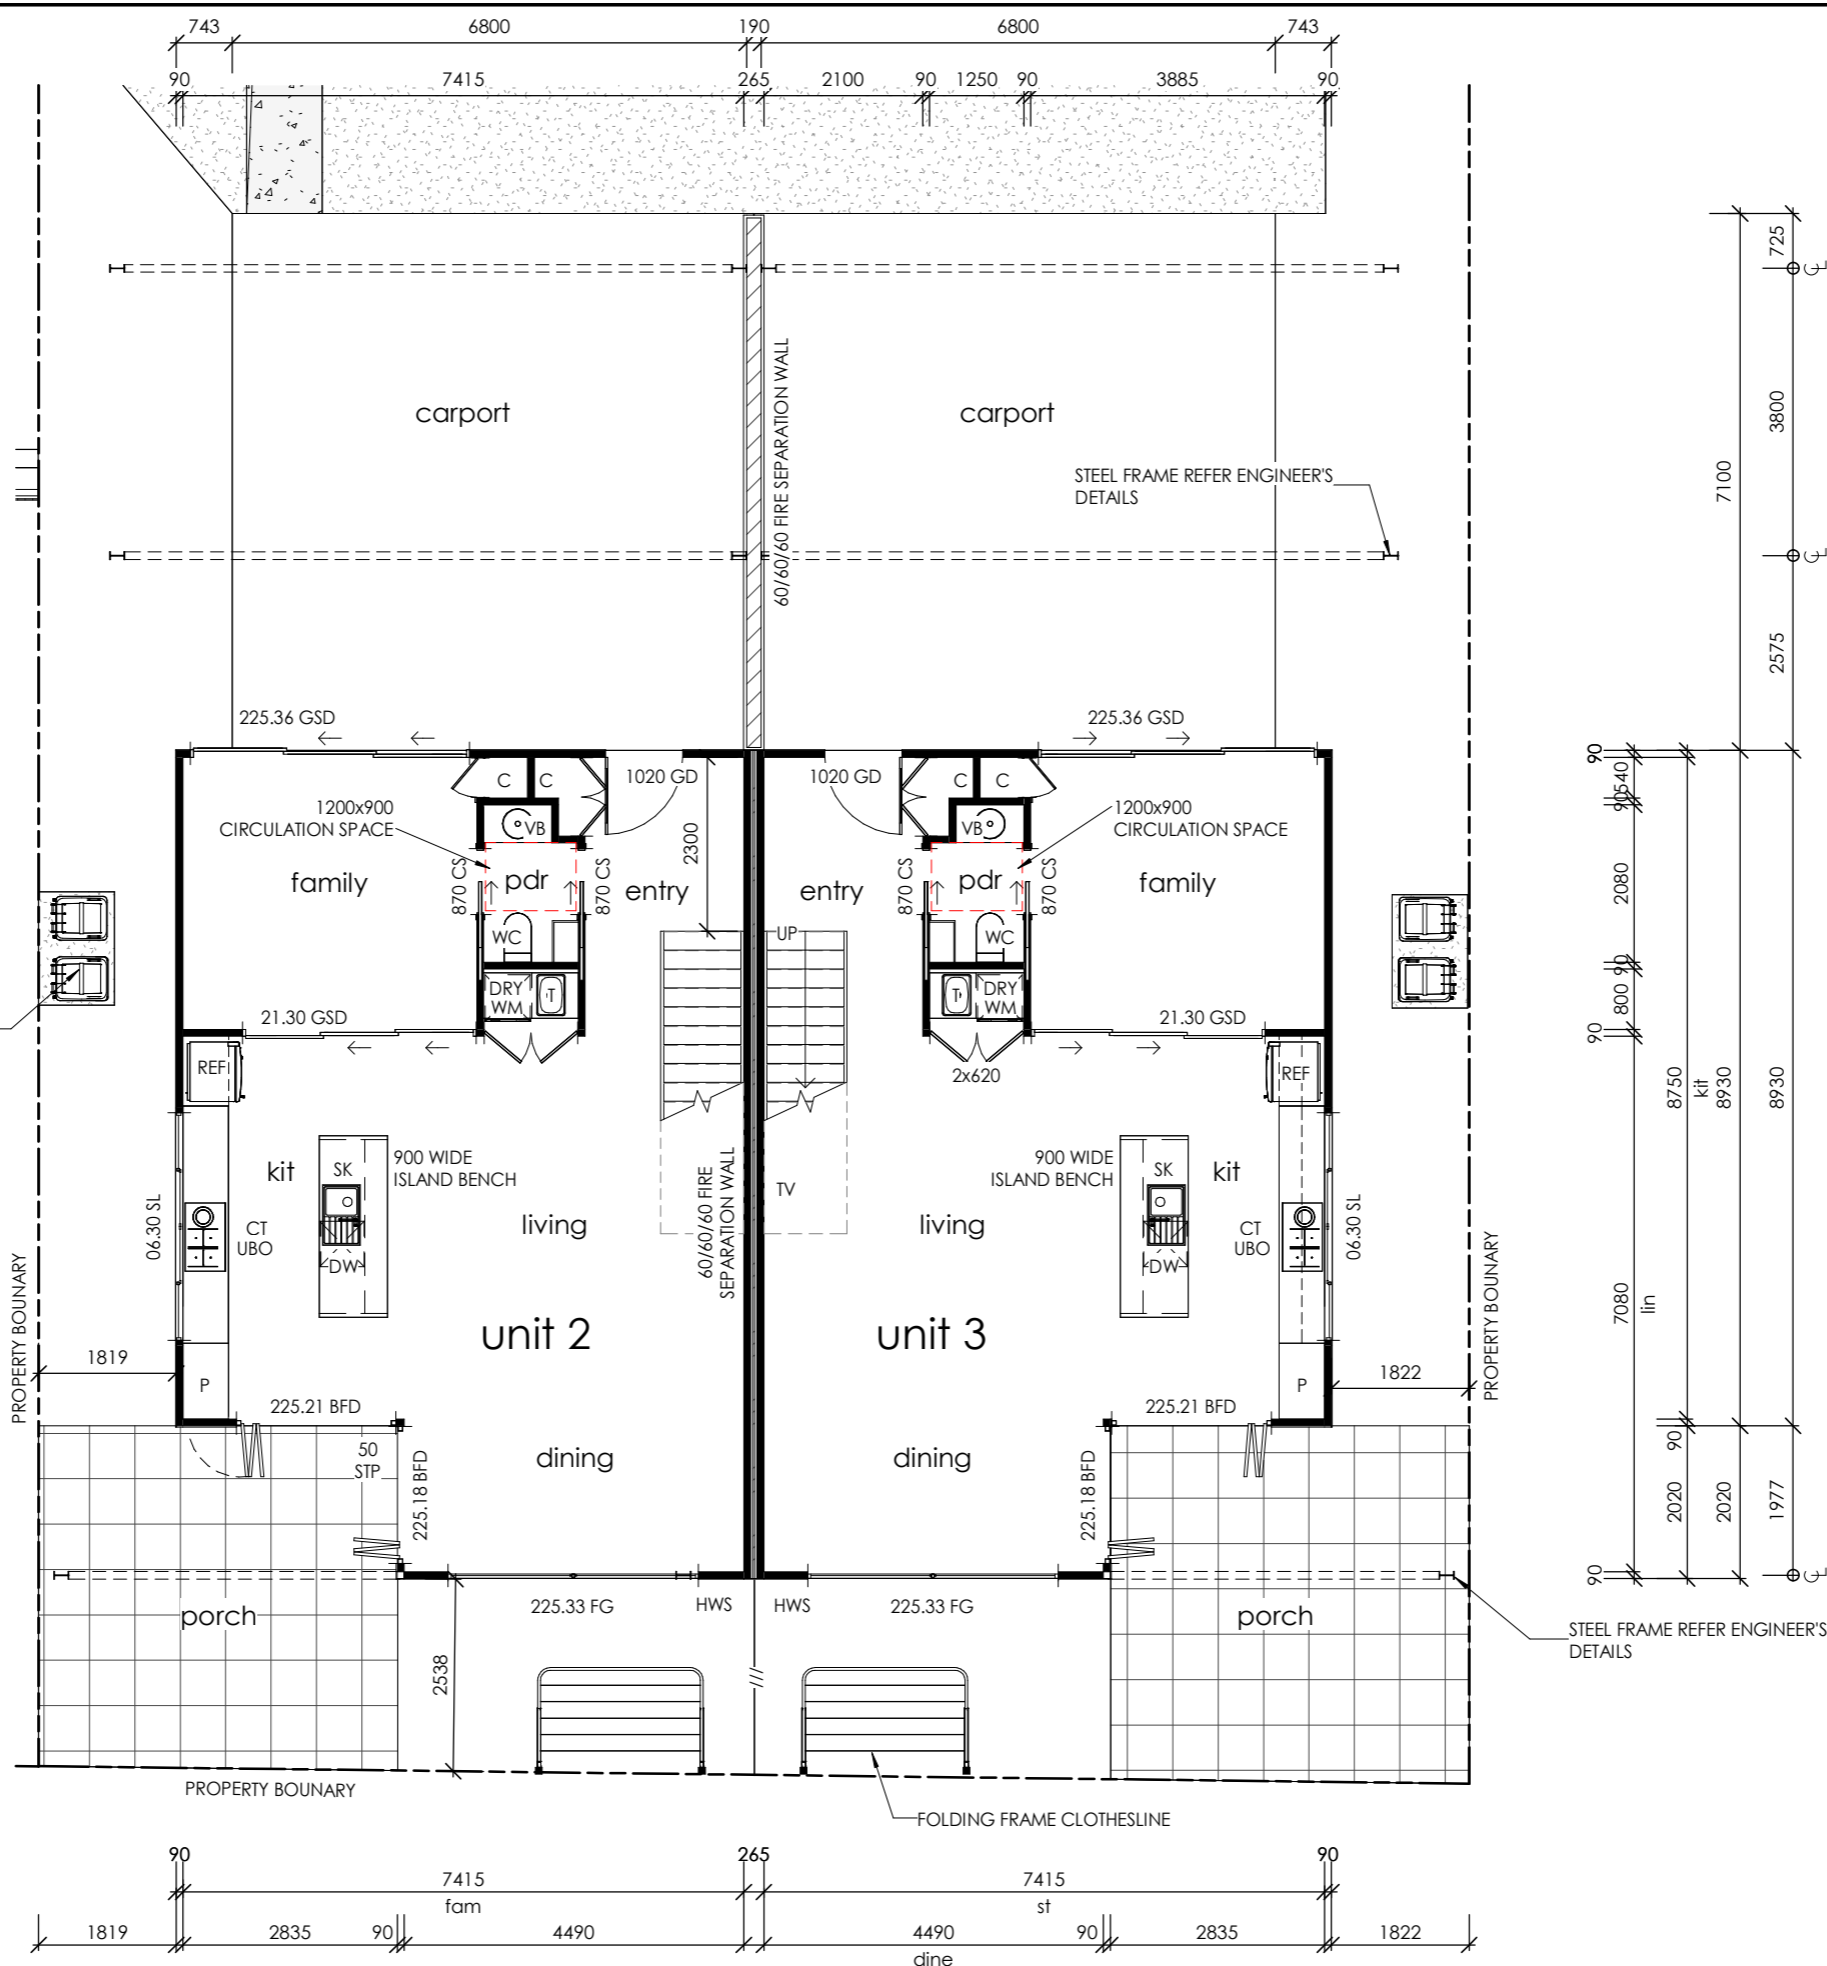 743 6800 190 6800 743
90 7415 265 2100 90 1250 90 3885 90
725
carport carport
3800
60/60/60 FIRE SEPARATION WALL
STEEL FRAME REFER ENGINEER'S
DETAILS
7100
2575
225.36 GSD 225.36 GSD
90
C C 1020 GD 1020 GD C C
540
90
1200x900
CIRCULATION SPACE
VB VB
1200x900
CIRCULATION SPACE
2300
870 CS 870 CS 870 CS 870 CS
family pdr entry entry pdr family
2080
WC UP WC
90
DRY
WM
T T
DRY
WM
800
21.30 GSD 21.30 GSD
90
REF 2x620 REF
8750
kit
8930
8930
kit SK 900 WIDE
ISLAND BENCH
900 WIDE
ISLAND BENCH
SK kit
60/60/60 FIRE
SEPARATION WALL
TV
06.30 SL CT
UBO
living living CT
UBO
06.30 SL
DW DW
PROPERTY BOUNARY PROPERTY BOUNARY
7080
lin
unit 2 unit 3
1819 1822
P P
225.21 BFD 225.21 BFD
50
STP
dining dining
90
225.18 BFD 225.18 BFD
2020 2020 1977
90
225.33 FG HWS HWS 225.33 FG
porch porch
STEEL FRAME REFER ENGINEER'S
DETAILS
2538
PROPERTY BOUNARY
FOLDING FRAME CLOTHESLINE
90 265 90
7415 7415
fam st
1819 2835 90 4490 4490 90 2835 1822
dine